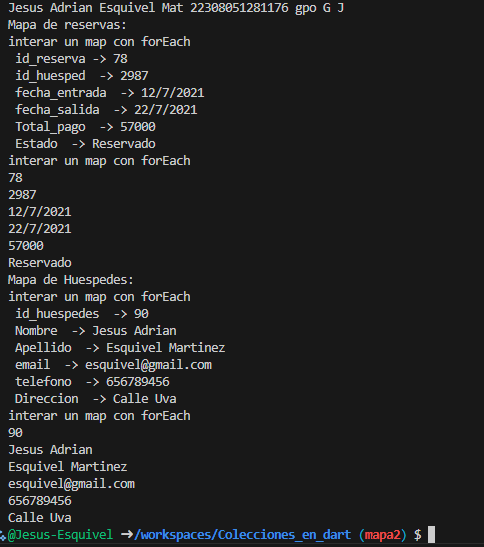 Jesus Adrian Esquivel Mat 22308051281176 gpo G J
Mapa de reservas:
interar un map con forEach
 id_reserva -> 78
 id_huesped  -> 2987
 fecha_entrada  -> 12/7/2021
 fecha_salida  -> 22/7/2021
 Total_pago  -> 57000
 Estado  -> Reservado
interar un map con forEach
78
2987
12/7/2021
22/7/2021
57000
Reservado
Mapa de Huespedes:
interar un map con forEach
 id_huespedes  -> 90
 Nombre  -> Jesus Adrian
 Apellido  -> Esquivel Martinez
 email  -> esquivel@gmail.com
 telefono  -> 656789456
 Direccion  -> Calle Uva
interar un map con forEach
90
Jesus Adrian
Esquivel Martinez
esquivel@gmail.com
656789456
Calle Uva
@Jesus-Esquivel ➜/workspaces/Colecciones_en_dart (mapa2) $